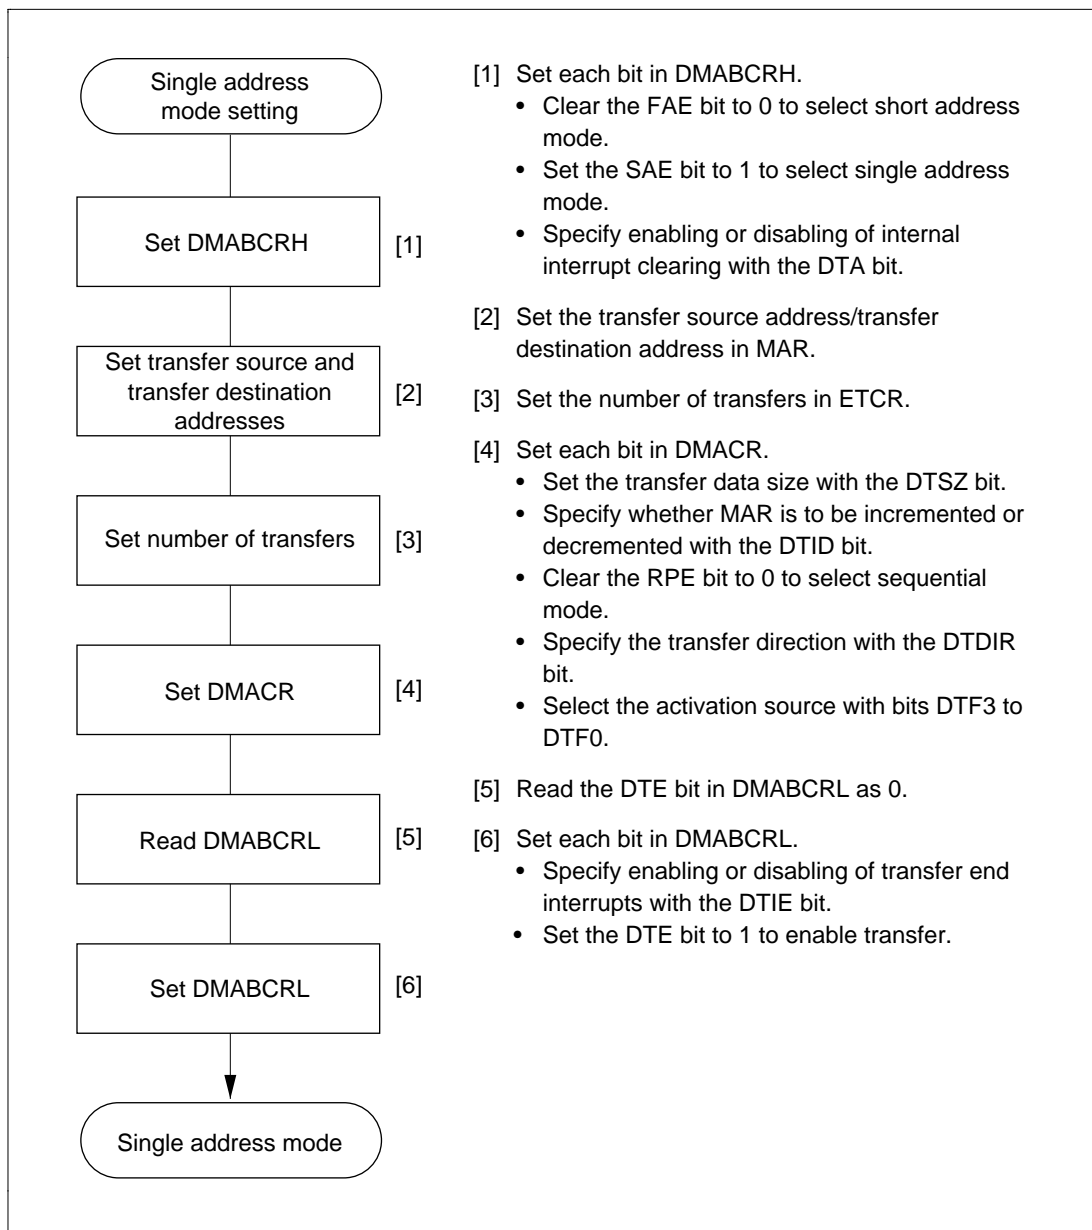 Single address
mode setting
Set DMABCRH
[1]
Set transfer source and
transfer destination
addresses
[2]
Set number of transfers
[3]
Set DMACR
[4]
Read DMABCRL
[5]
Set DMABCRL
[6]
Single address mode
[1] Set each bit in DMABCRH.
• Clear the FAE bit to 0 to select short address
mode.
• Set the SAE bit to 1 to select single address
mode.
• Specify enabling or disabling of internal
interrupt clearing with the DTA bit.
[2] Set the transfer source address/transfer
destination address in MAR.
[3] Set the number of transfers in ETCR.
[4] Set each bit in DMACR.
• Set the transfer data size with the DTSZ bit.
• Specify whether MAR is to be incremented or
decremented with the DTID bit.
• Clear the RPE bit to 0 to select sequential
mode.
• Specify the transfer direction with the DTDIR
bit.
• Select the activation source with bits DTF3 to
DTF0.
[5] Read the DTE bit in DMABCRL as 0.
[6] Set each bit in DMABCRL.
• Specify enabling or disabling of transfer end
interrupts with the DTIE bit.
• Set the DTE bit to 1 to enable transfer.